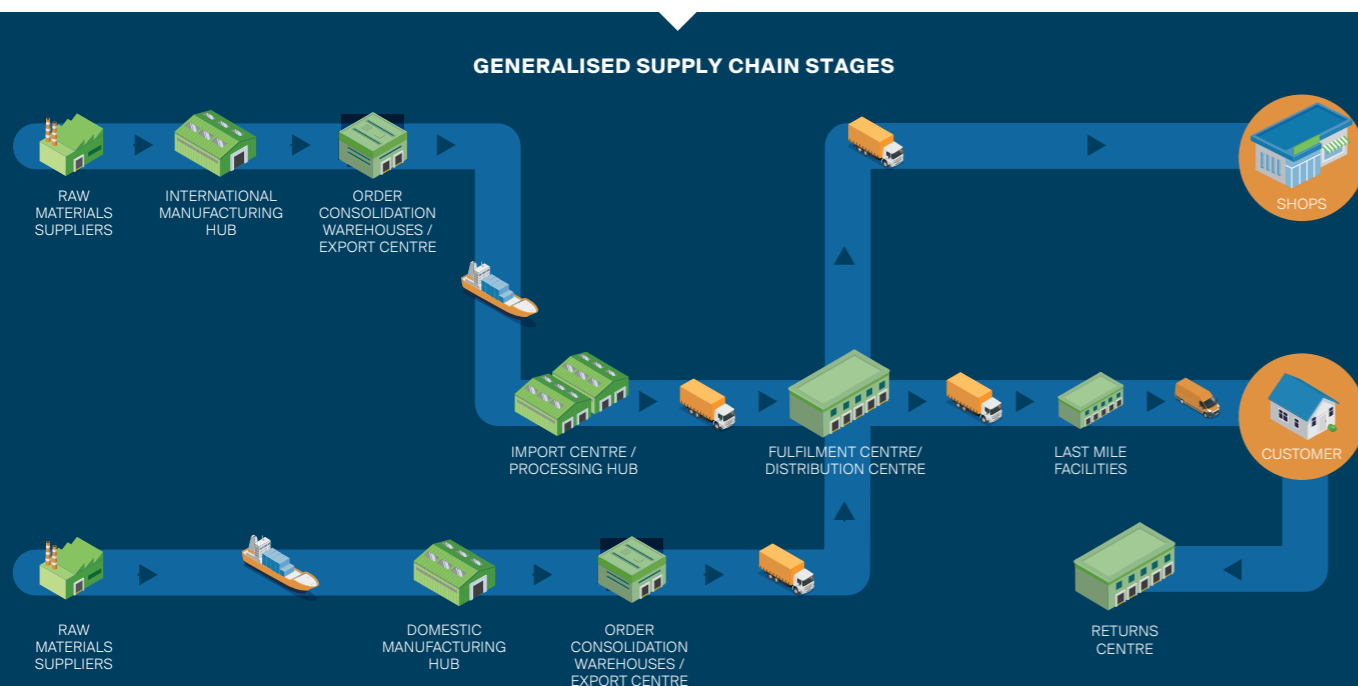 GENERALISED SUPPLY CHAIN STAGES
RAW
MATERIALS
SUPPLIERS
INTERNATIONAL
MANUFACTURING
HUB
ORDER
CONSOLIDATION
WAREHOUSES /
EXPORT CENTRE
SHOPS
IMPORT CENTRE /
PROCESSING HUB
FULFILMENT CENTRE/
DISTRIBUTION CENTRE
LAST MILE
FACILITIES
CUSTOMER
RAW
MATERIALS
SUPPLIERS
DOMESTIC
MANUFACTURING
HUB
ORDER
CONSOLIDATION
WAREHOUSES /
EXPORT CENTRE
RETURNS
CENTRE